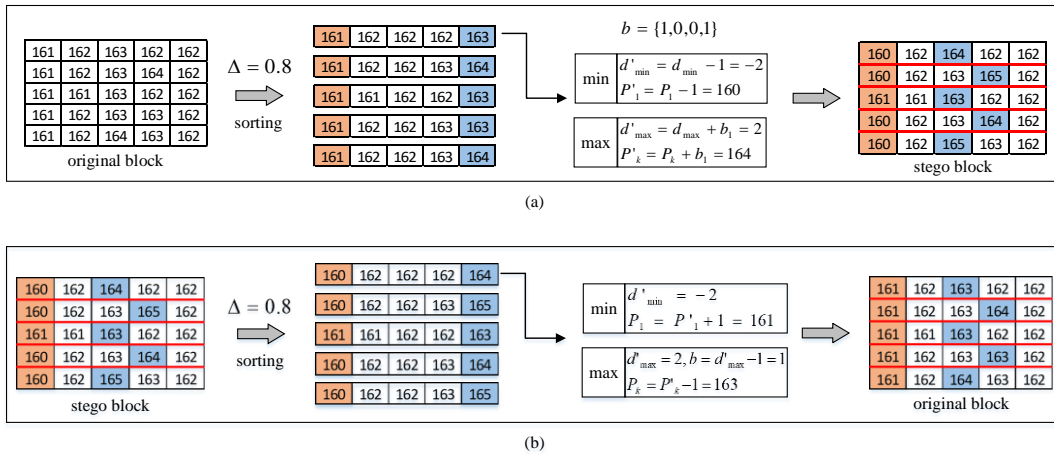 161 162 163 162 162
161 162 163 164 162
161 161 163 162 162
161 162 163 163 162
161 162 164 163 162
original block
Δ = 0.8
sorting
161 162 162 162 163
161 162 162 163 164
161 161 162 162 163
161 162 162 163 163
161 162 162 163 164
b = {1,0,0,1}
min
d'min = dmin −1 = −2
P'1 = P1 −1 = 160
max
d'max = dmax + b1 = 2
P'k = Pk + b1 = 164
160 162 164 162 162
160 162 163 165 162
161 161 163 162 162
160 162 163 164 162
160 162 165 163 162
stego block
(a)
160 162 164 162 162
160 162 163 165 162
161 161 163 162 162
160 162 163 164 162
160 162 165 163 162
stego block
Δ = 0.8
sorting
160 162 162 162 164
160 162 162 163 165
161 161 162 162 163
160 162 162 163 164
160 162 162 163 165
min
d'min = −2
P1 = P'1 + 1 = 161
max
d'max = 2, b = d'max −1 = 1
Pk = P'k −1 = 163
161 162 163 162 162
161 162 163 164 162
161 162 163 162 162
161 162 163 163 162
161 162 164 163 162
original block
(b)